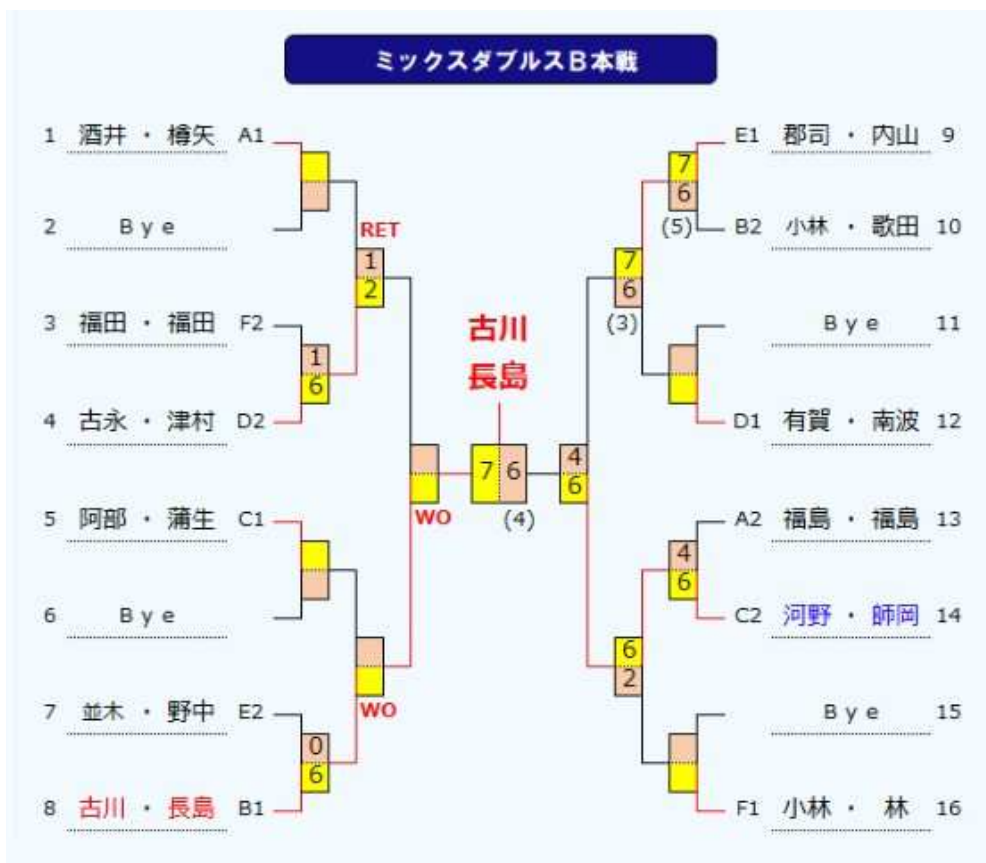 ミックスダブルスB本戦
1 酒井 ・ 樽矢 A1
2 Bye
RET
1
2
3 福田 ・ 福田 F2
1
6
4 古永 ・ 津村 D2
5 阿部 ・ 蒲生 C1
6 Bye
WO
7 並木 ・ 野中 E2
0
6
WO
8 古川 ・ 長島 B1
古川
長島
7 6
(4)
E1 郡司 ・ 内山 9
7
6
(5)
B2 小林 ・ 歌田 10
7
6
(3)
Bye 11
D1 有賀 ・ 南波 12
4
6
A2 福島 ・ 福島 13
4
6
C2 河野 ・ 師岡 14
6
2
Bye 15
F1 小林 ・ 林 16